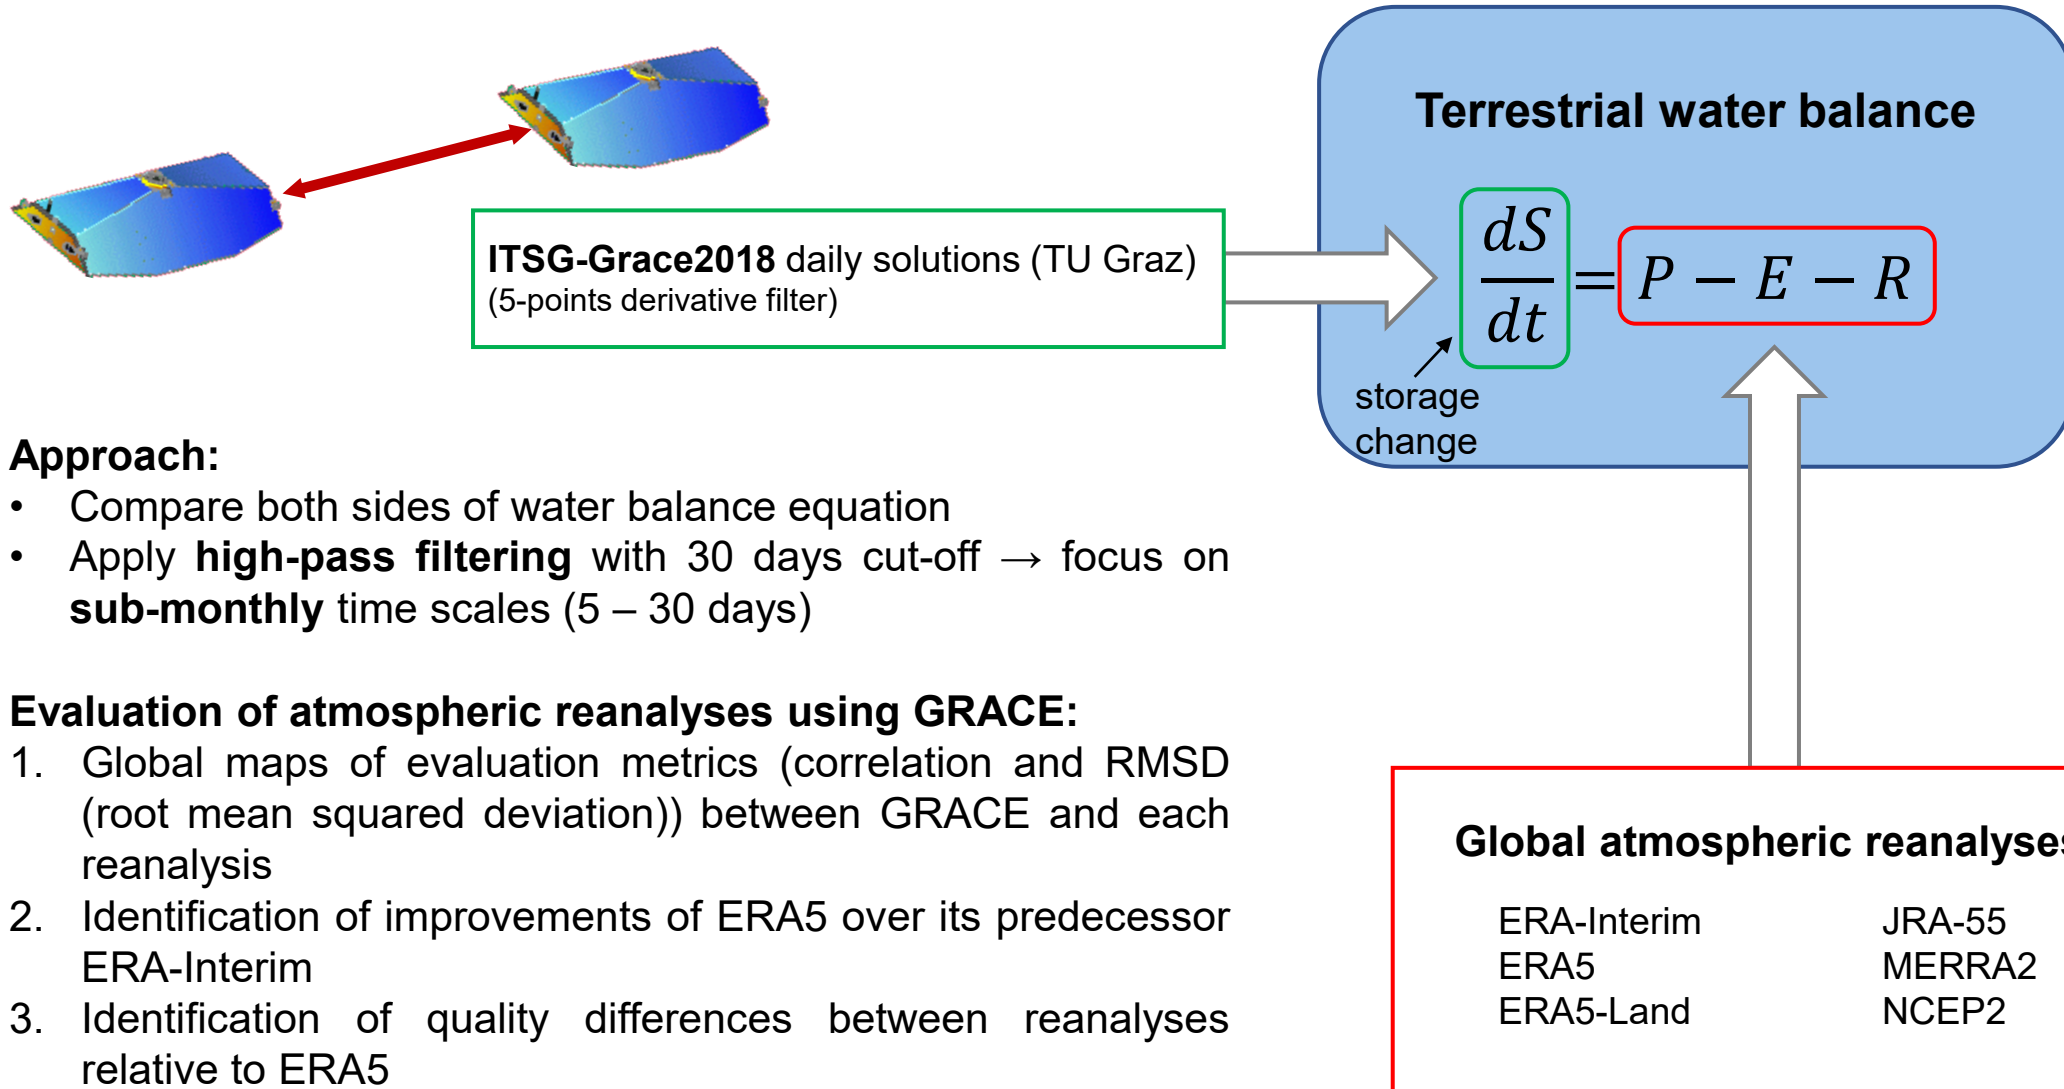 Terrestrial water balance
ITSG-Grace2018 daily solutions (TU Graz)
(5-points derivative filter)
dS/dt = P − E − R
storage
change
Approach:
• Compare both sides of water balance equation
• Apply high-pass filtering with 30 days cut-off → focus on
sub-monthly time scales (5 – 30 days)
Evaluation of atmospheric reanalyses using GRACE:
1. Global maps of evaluation metrics (correlation and RMSD
(root mean squared deviation)) between GRACE and each
reanalysis
2. Identification of improvements of ERA5 over its predecessor
ERA-Interim
3. Identification of quality differences between reanalyses
relative to ERA5
Global atmospheric reanalyses
ERA-Interim JRA-55
ERA5 MERRA2
ERA5-Land NCEP2